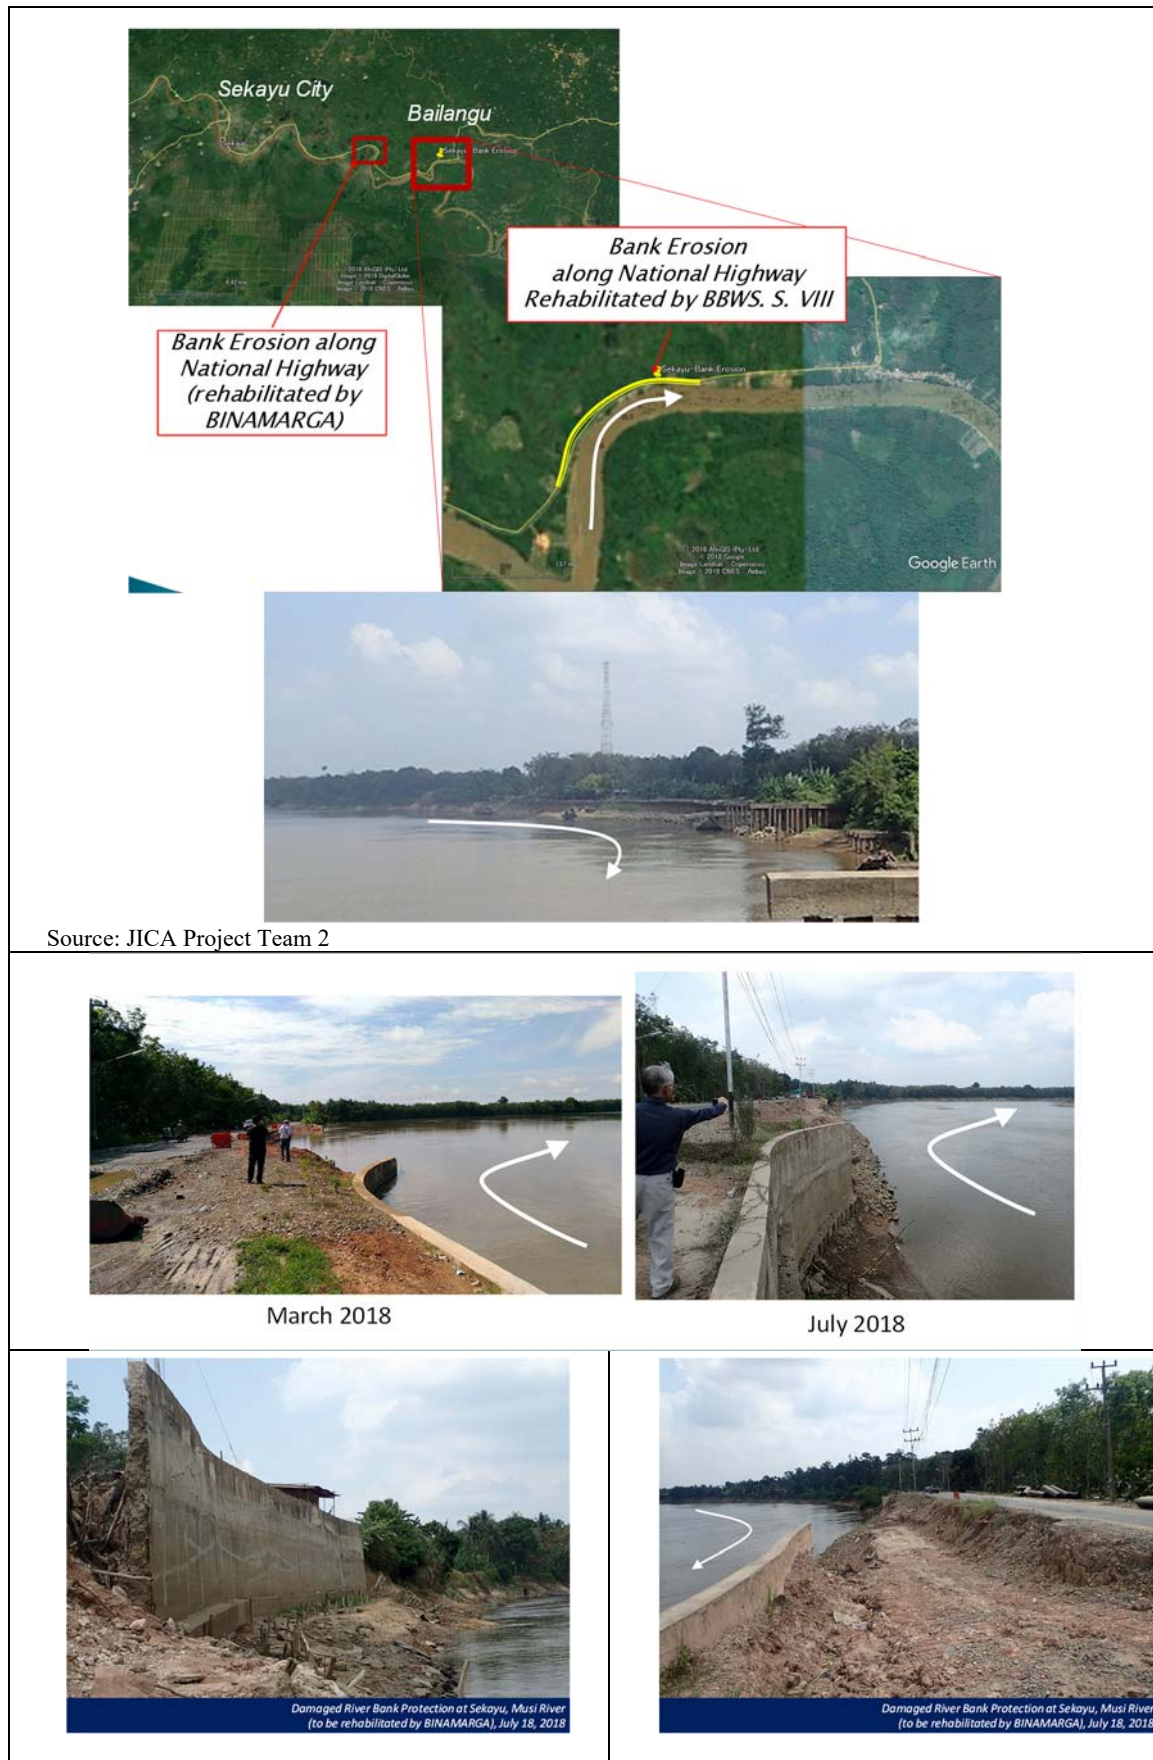 Sekayu City
Bailangu
Sekayu
Sekayu-Bank Erosion
Bank Erosion
along National Highway
Rehabilitated by BBWS. S. VIII
Bank Erosion along
National Highway
(rehabilitated by
BINAMARGA)
Sekayu-Bank Erosion
Google Earth
Source: JICA Project Team 2
March 2018
July 2018
Damaged River Bank Protection at Sekayu, Musi River
(to be rehabilitated by BINAMARGA), July 18, 2018
Damaged River Bank Protection at Sekayu, Musi River
(to be rehabilitated by BINAMARGA), July 18, 2018